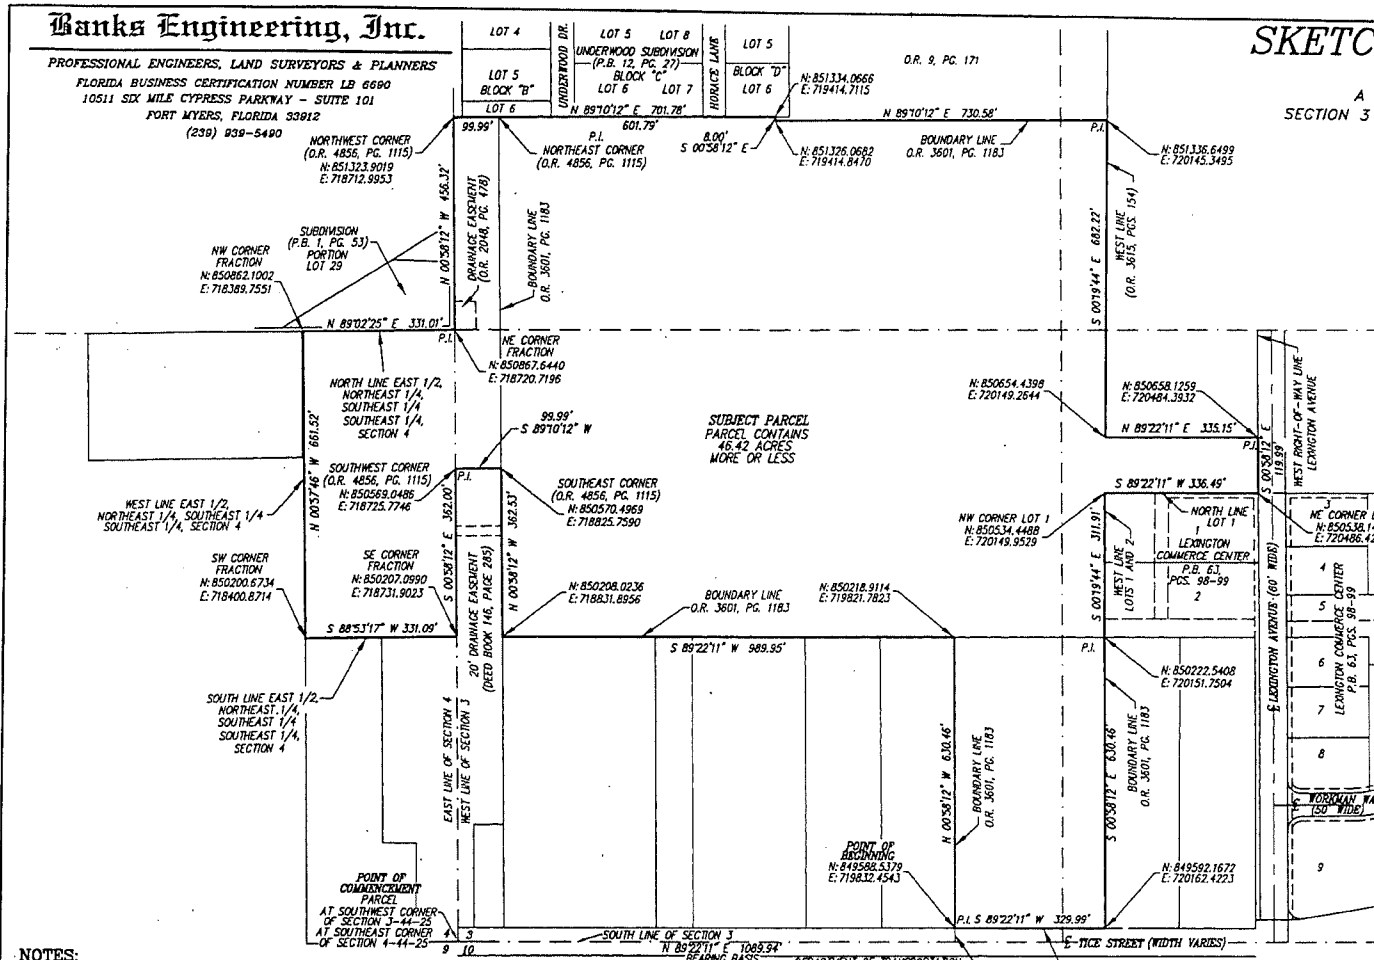 Banks Engineering, Inc.
PROFESSIONAL ENGINEERS, LAND SURVEYORS & PLANNERS
FLORIDA BUSINESS CERTIFICATION NUMBER LB 6690
10511 SIX MILE CYPRESS PARKWAY - SUITE 101
FORT MYERS, FLORIDA 33912
(239) 939-5490
SKETC
A
SECTION 3
LOT 4
LOT 5
BLOCK "B"
LOT 6
UNDERWOOD DR.
LOT 5 LOT 8
UNDERWOOD SUBDIVISION
(P.B. 12, PG. 27)
BLOCK "C"
LOT 6 LOT 7
HORACE LANE
LOT 5
BLOCK "D"
LOT 6
O.R. 9, PG. 171
N: 851334.0666
E: 719414.7115
N 89°10'12" E 701.78'
N 89°10'12" E 730.58'
99.99'
601.79'
P.I.
8.00'
S 00°58'12" E
P.I.
NORTHWEST CORNER
(O.R. 4856, PG. 1115)
N: 851323.9019
E: 718712.9953
NORTHEAST CORNER
(O.R. 4856, PG. 1115)
N: 851326.0682
E: 719414.8470
BOUNDARY LINE
O.R. 3601, PG. 1183
N: 851336.6499
E: 720145.3495
N 00°58'12" W 456.32'
DRAINAGE EASEMENT
(O.R. 2048, PG. 478)
BOUNDARY LINE
O.R. 3601, PG. 1183
S 00°19'44" E 682.22'
WEST LINE
(O.R. 3615, PGS. 154)
SUBDIVISION
(P.B. 1, PG. 53)
PORTION
LOT 29
NW CORNER
FRACTION
N: 850862.1002
E: 718389.7551
N 89°02'25" E 331.01'
P.I.
NE CORNER
FRACTION
N: 850867.6440
E: 718720.7196
NORTH LINE EAST 1/2,
NORTHEAST 1/4,
SOUTHEAST 1/4
SOUTHEAST 1/4,
SECTION 4
N 00°57'46" W 661.52'
99.99'
S 89°10'12" W
SUBJECT PARCEL
PARCEL CONTAINS
46.42 ACRES
MORE OR LESS
N: 850654.4398
E: 720149.2644
N: 850658.1259
E: 720484.3932
N 89°22'11" E 335.15'
P.I.
S 00°58'12" E
119.99'
WEST RIGHT-OF-WAY LINE
LEXINGTON AVENUE
SOUTHWEST CORNER
(O.R. 4856, PG. 1115)
N: 850569.0486
E: 718725.7746
P.I.
SOUTHEAST CORNER
(O.R. 4856, PG. 1115)
N: 850570.4969
E: 718825.7590
WEST LINE EAST 1/2,
NORTHEAST 1/4, SOUTHEAST 1/4
SOUTHEAST 1/4, SECTION 4
S 89°22'11" W 336.49'
NW CORNER LOT 1
N: 850534.4488
E: 720149.9529
NORTH LINE
LOT 1
1
LEXINGTON
COMMERCE CENTER
P.B. 63,
PGS. 98-99
2
S 00°19'44" E 311.91'
WEST LINE
LOTS 1 AND 2
3
NE CORNER L
N: 850538.1
E: 720486.42
4
5
6
7
8
9
LEXINGTON COMMERCE CENTER
P.B. 63, PGS. 98-99
℄ LEXINGTON AVENUE (60' WIDE)
SW CORNER
FRACTION
N: 850200.6734
E: 718400.8714
SE CORNER
FRACTION
N: 850207.0990
E: 718731.9023
S 00°58'12" E 362.00'
N 00°58'12" W 362.53'
20' DRAINAGE EASEMENT
(DEED BOOK 146, PAGE 285)
N: 850208.0236
E: 718831.8956
BOUNDARY LINE
O.R. 3601, PG. 1183
N: 850218.9114
E: 719821.7823
S 88°53'17" W 331.09'
S 89°22'11" W 989.95'
P.I.
N: 850222.5408
E: 720151.7504
SOUTH LINE EAST 1/2,
NORTHEAST 1/4,
SOUTHEAST 1/4
SOUTHEAST 1/4,
SECTION 4
EAST LINE OF SECTION 4
WEST LINE OF SECTION 3
N 00°58'12" W 630.46'
BOUNDARY LINE
O.R. 3601, PG. 1183
S 00°58'12" E 630.46'
BOUNDARY LINE
O.R. 3601, PG. 1183
℄ WORKMAN WA
(50' WIDE)
POINT OF
BEGINNING
N: 849588.5379
E: 719832.4543
N: 849592.1672
E: 720162.4223
POINT OF
COMMENCEMENT
PARCEL
AT SOUTHWEST CORNER
OF SECTION 3-44-25
AT SOUTHEAST CORNER
OF SECTION 4-44-25
4 3
9 10
P.I. S 89°22'11" W 329.99'
SOUTH LINE OF SECTION 3
N 89°22'11" E 1089.94'
BEARING BASIS
℄ TICE STREET (WIDTH VARIES)
DEPARTMENT OF TRANSPORTATION
NOTES: